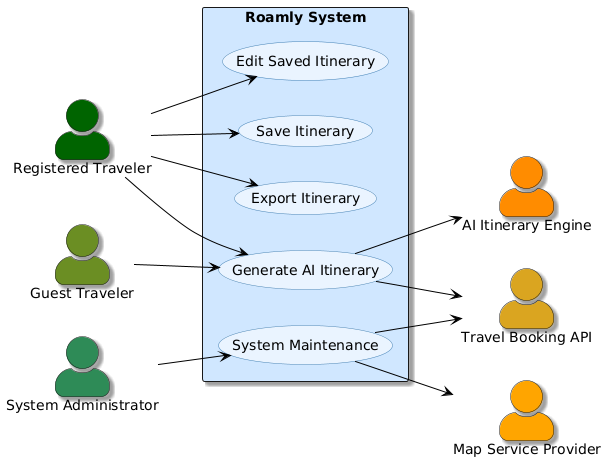 Roamly System
Edit Saved Itinerary
Save Itinerary
Registered Traveler
Export Itinerary
AI Itinerary Engine
Generate AI Itinerary
Guest Traveler
Travel Booking API
System Maintenance
System Administrator
Map Service Provider